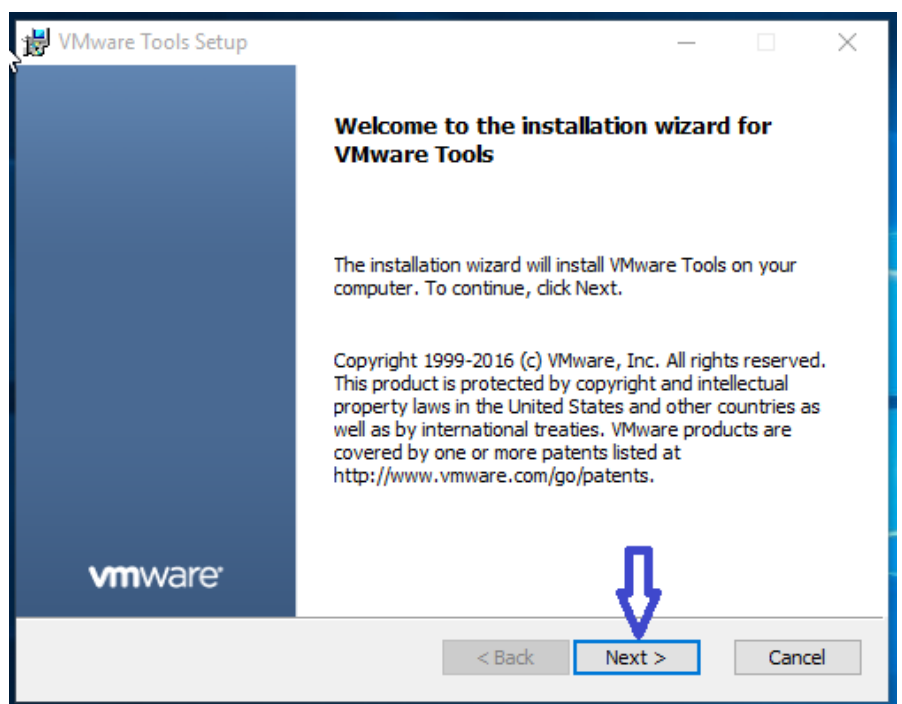 VMware Tools Setup
Welcome to the installation wizard for
VMware Tools
The installation wizard will install VMware Tools on your
computer. To continue, click Next.
Copyright 1999-2016 (c) VMware, Inc. All rights reserved.
This product is protected by copyright and intellectual
property laws in the United States and other countries as
well as by international treaties. VMware products are
covered by one or more patents listed at
http://www.vmware.com/go/patents.
vmware
< Back Next > Cancel